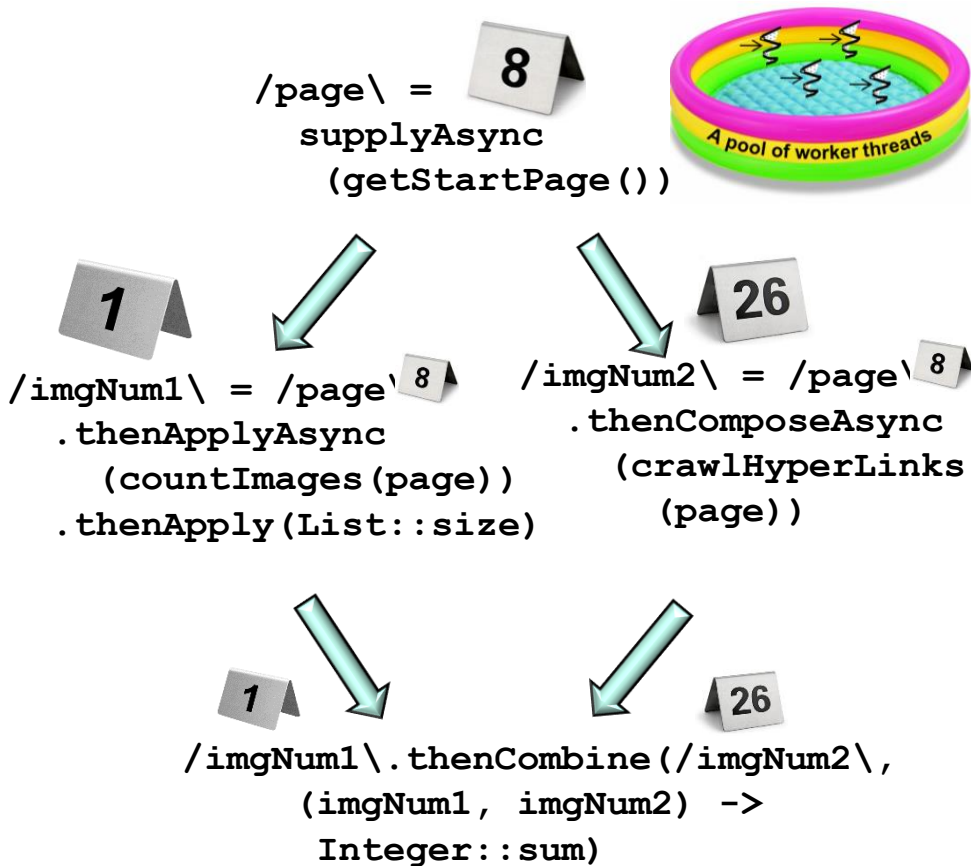 8
/page\ =
supplyAsync
(getStartPage())
A pool of worker threads
1
26
/imgNum1\ = /page\ 8
.thenApplyAsync
(countImages(page))
.thenApply(List::size)
/imgNum2\ = /page\ 8
.thenComposeAsync
(crawlHyperLinks
(page))
1
26
/imgNum1\.thenCombine(/imgNum2\,
(imgNum1, imgNum2) ->
Integer::sum)